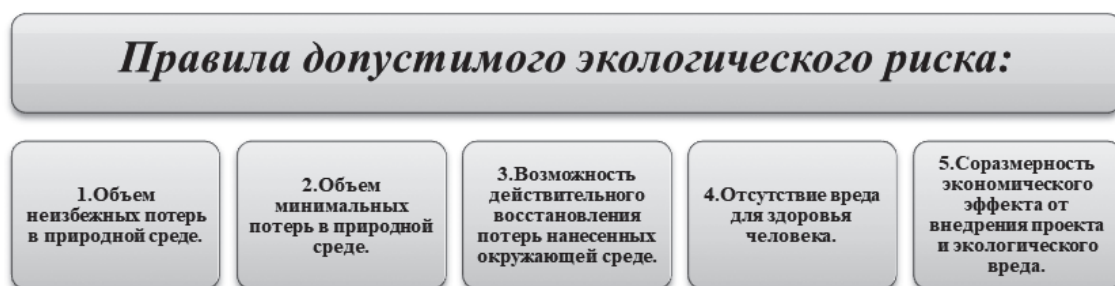 Правила допустимого экологического риска:
1.Объем
неизбежных потерь
в природной среде.
2.Объем
минимальных
потерь в природной
среде.
3.Возможность
действительного
восстановления
потерь нанесенных
окружающей среде.
4.Отсутствие вреда
для здоровья
человека.
5.Соразмерность
экономического
эффекта от
внедрения проекта
и экологического
вреда.